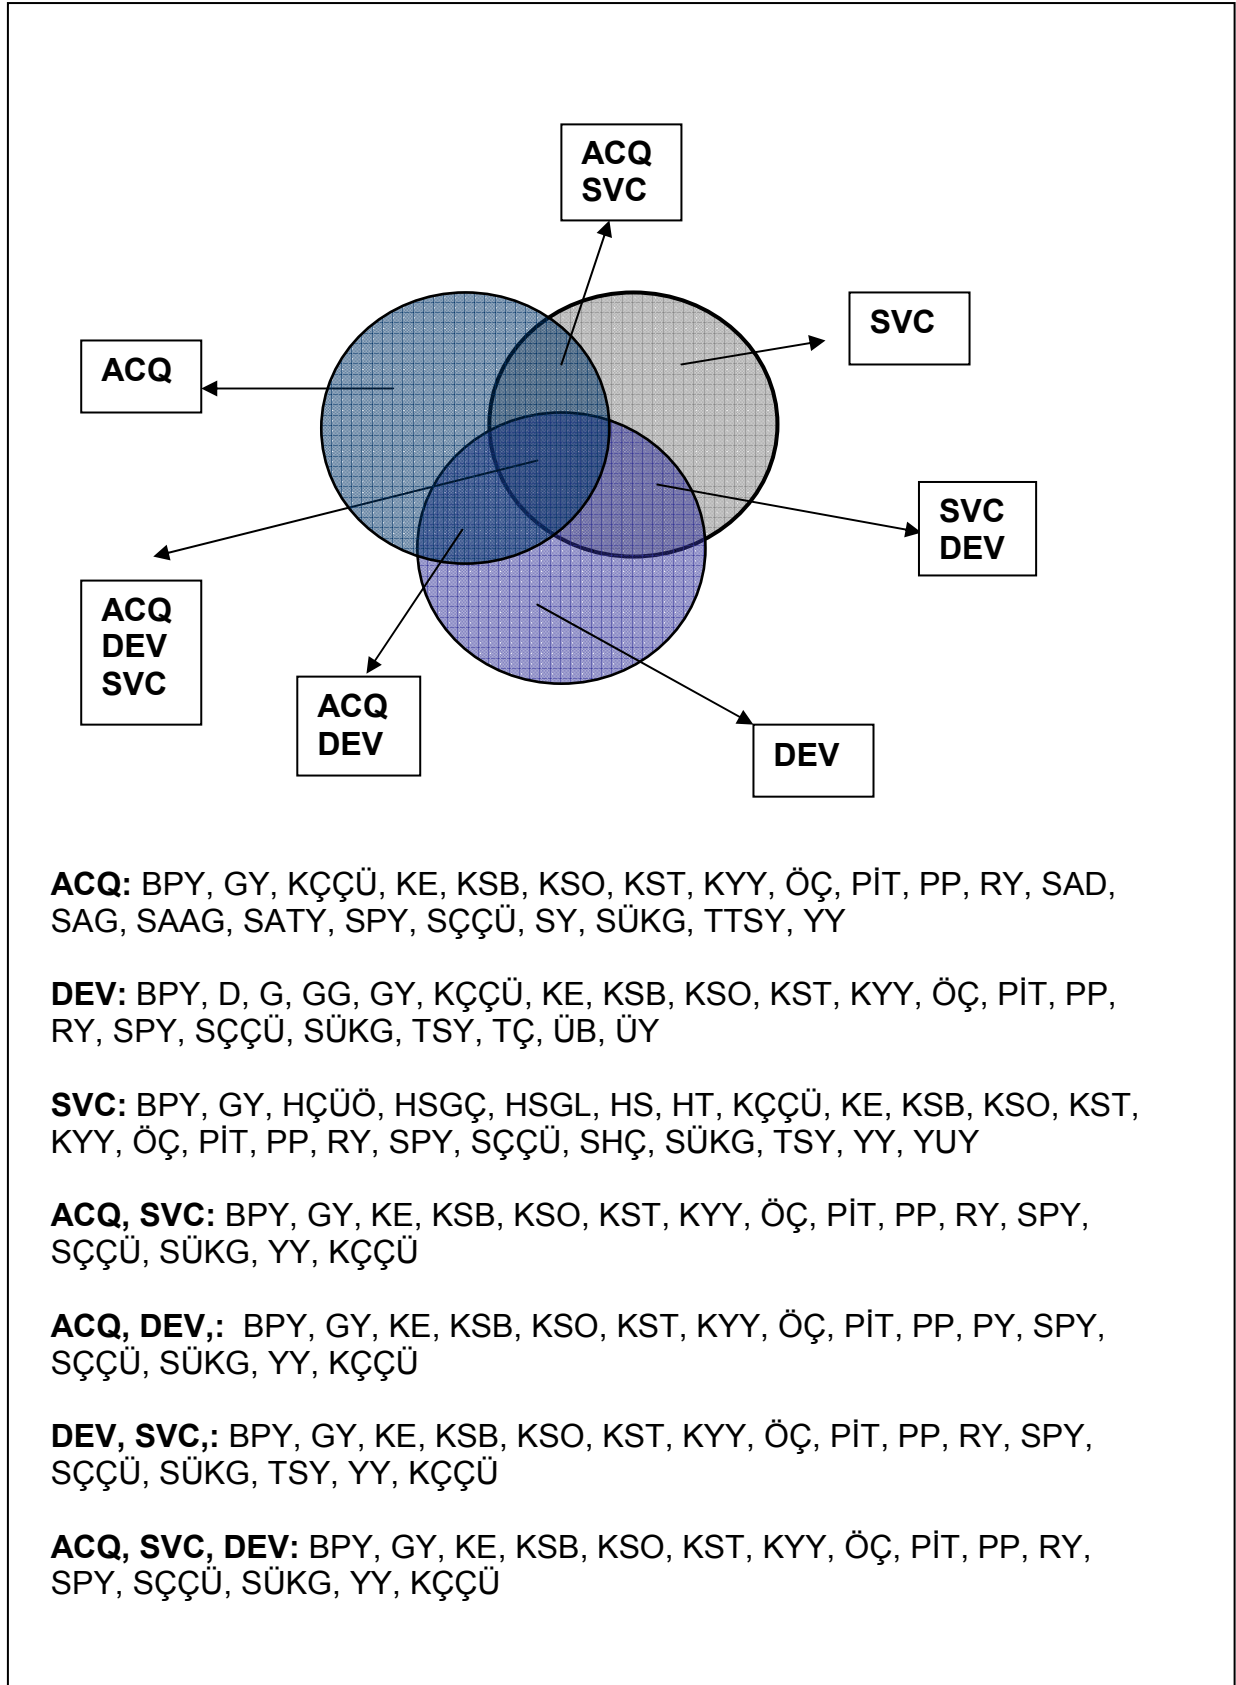 ACQ
SVC
SVC
ACQ
SVC
DEV
ACQ
DEV
SVC
ACQ
DEV
DEV
ACQ: BPY, GY, KÇÇÜ, KE, KSB, KSO, KST, KYY, ÖÇ, PİT, PP, RY, SAD,
SAG, SAAG, SATY, SPY, SÇÇÜ, SY, SÜKG, TTSY, YY
DEV: BPY, D, G, GG, GY, KÇÇÜ, KE, KSB, KSO, KST, KYY, ÖÇ, PİT, PP,
RY, SPY, SÇÇÜ, SÜKG, TSY, TÇ, ÜB, ÜY
SVC: BPY, GY, HÇÜÖ, HSGÇ, HSGL, HS, HT, KÇÇÜ, KE, KSB, KSO, KST,
KYY, ÖÇ, PİT, PP, RY, SPY, SÇÇÜ, SHÇ, SÜKG, TSY, YY, YUY
ACQ, SVC: BPY, GY, KE, KSB, KSO, KST, KYY, ÖÇ, PİT, PP, RY, SPY,
SÇÇÜ, SÜKG, YY, KÇÇÜ
ACQ, DEV,: BPY, GY, KE, KSB, KSO, KST, KYY, ÖÇ, PİT, PP, PY, SPY,
SÇÇÜ, SÜKG, YY, KÇÇÜ
DEV, SVC,: BPY, GY, KE, KSB, KSO, KST, KYY, ÖÇ, PİT, PP, RY, SPY,
SÇÇÜ, SÜKG, TSY, YY, KÇÇÜ
ACQ, SVC, DEV: BPY, GY, KE, KSB, KSO, KST, KYY, ÖÇ, PİT, PP, RY,
SPY, SÇÇÜ, SÜKG, YY, KÇÇÜ